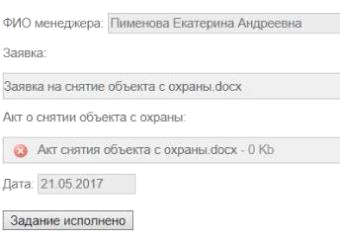 ФИО менеджера: Пименова Екатерина Андреевна
Заявка:
Заявка на снятие объекта с охраны.docx
Акт о снятии объекта с охраны:
Акт снятия объекта с охраны.docx - 0 Kb
Дата: 21.05.2017
Задание исполнено